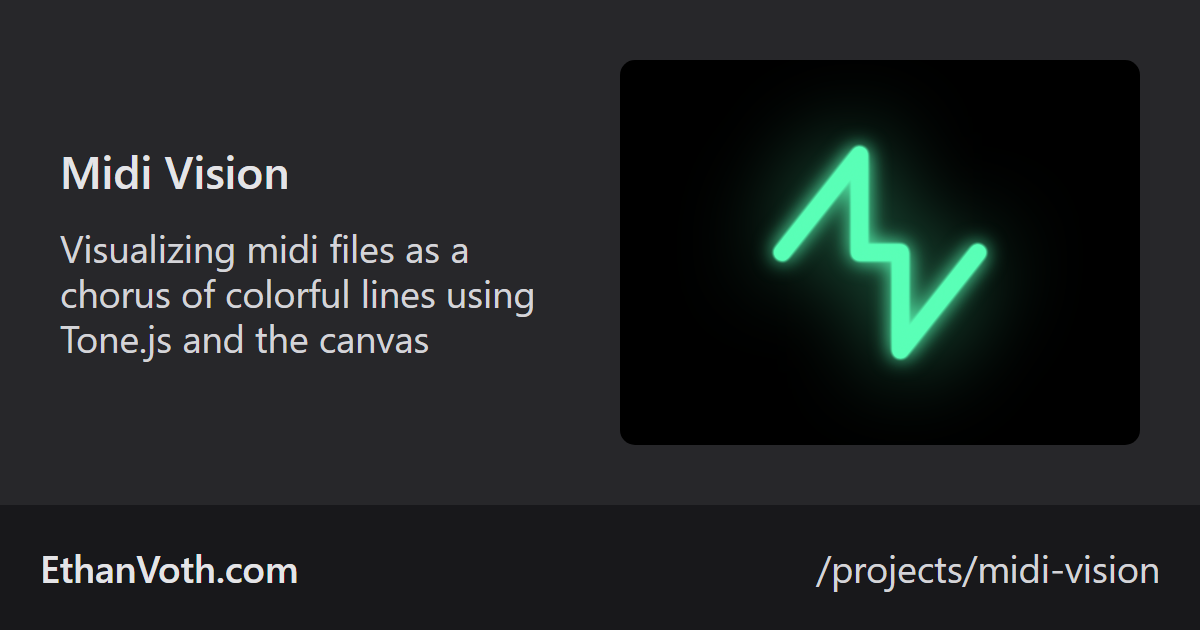 Midi Vision
Visualizing midi files as a
chorus of colorful lines using
Tone.js and the canvas
EthanVoth.com
/projects/midi-vision